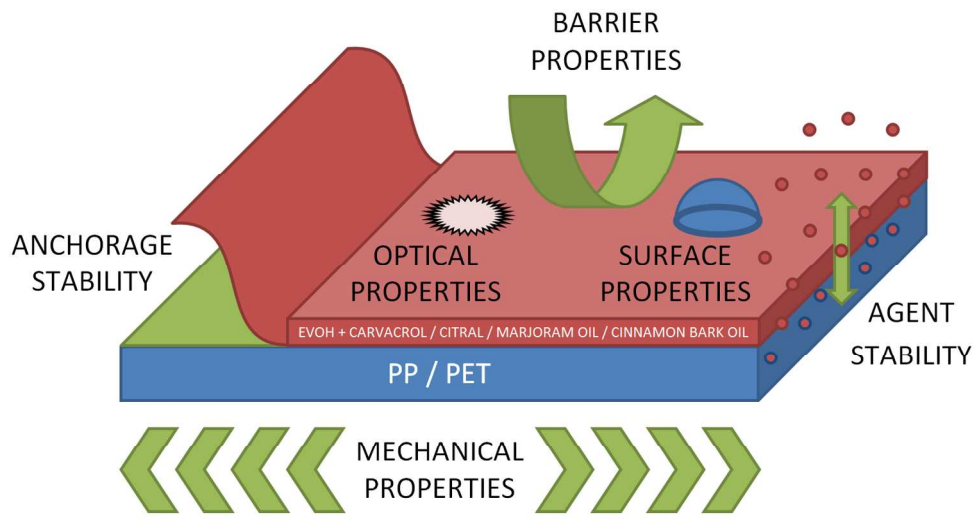 BARRIER
PROPERTIES
ANCHORAGE
STABILITY
OPTICAL
PROPERTIES
SURFACE
PROPERTIES
AGENT
STABILITY
EVOH + CARVACROL / CITRAL / MARJORAM OIL / CINNAMON BARK OIL
PP / PET
MECHANICAL
PROPERTIES